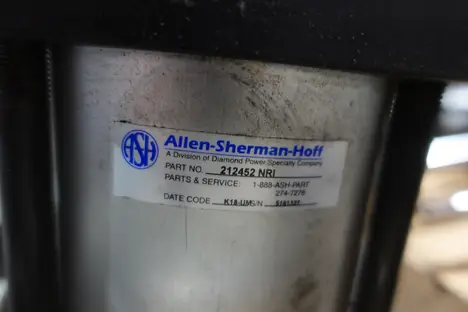 ASH Allen-Sherman-Hoff
A Division of Diamond Power Specialty Company
PART NO. 212452 NRI
PARTS & SERVICE: 1-888-ASH-PART
274-7278
DATE CODE S/N